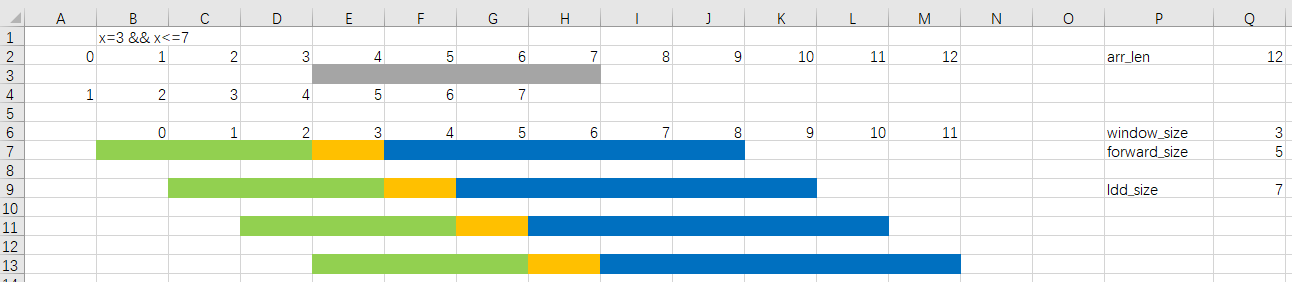 A B C D E F G H I J K L M N O P Q
1 x=3 && x<=7
2 0 1 2 3 4 5 6 7 8 9 10 11 12 arr_len 12
3
4 1 2 3 4 5 6 7
5
6 0 1 2 3 4 5 6 7 8 9 10 11 window_size 3
7 forward_size 5
8
9 ldd_size 7
10
11
12
13